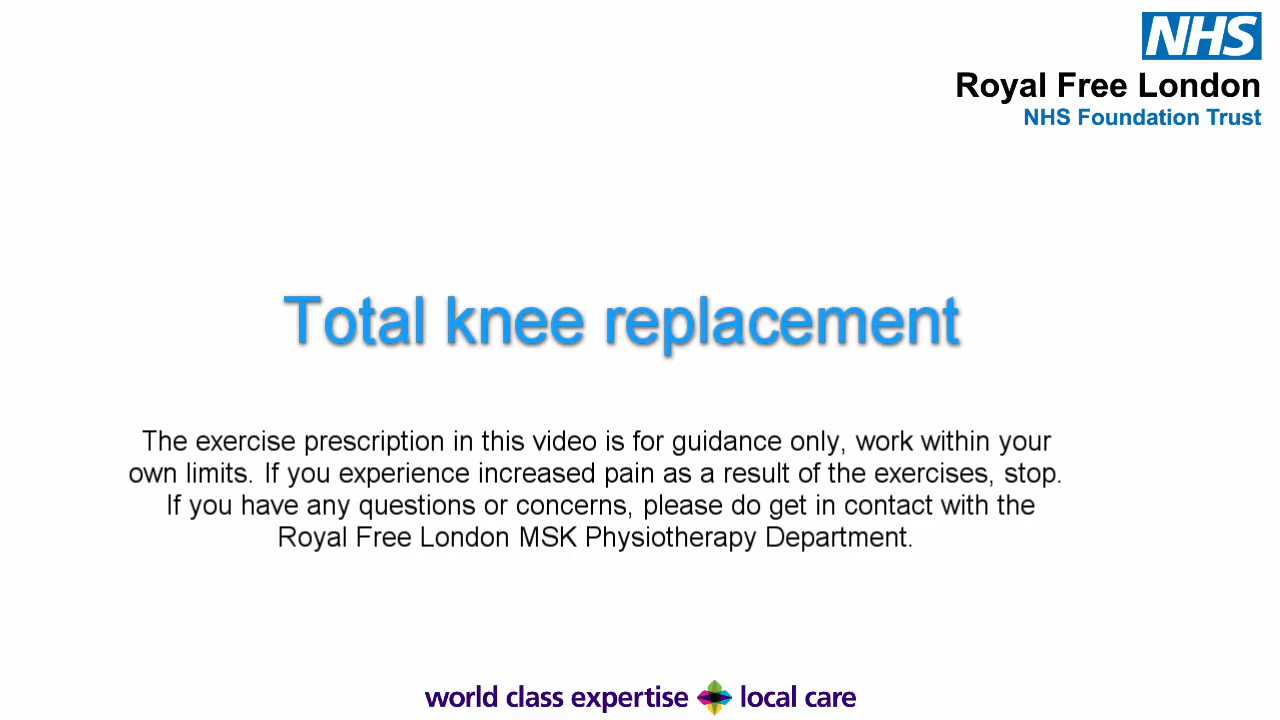 NHS
Royal Free London
NHS Foundation Trust
Total knee replacement
The exercise prescription in this video is for guidance only, work within your
own limits. If you experience increased pain as a result of the exercises, stop.
If you have any questions or concerns, please do get in contact with the
Royal Free London MSK Physiotherapy Department.
world class expertise local care